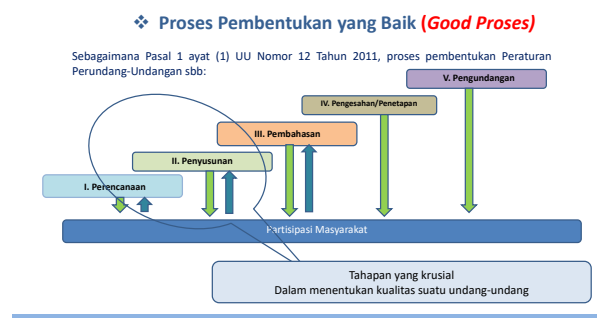 ❖ Proses Pembentukan yang Baik (Good Proses)
Sebagaimana Pasal 1 ayat (1) UU Nomor 12 Tahun 2011, proses pembentukan Peraturan
Perundang-Undangan sbb:
V. Pengundangan
IV. Pengesahan/Penetapan
III. Pembahasan
II. Penyusunan
I. Perencanaan
Partisipasi Masyarakat
Tahapan yang krusial
Dalam menentukan kualitas suatu undang-undang